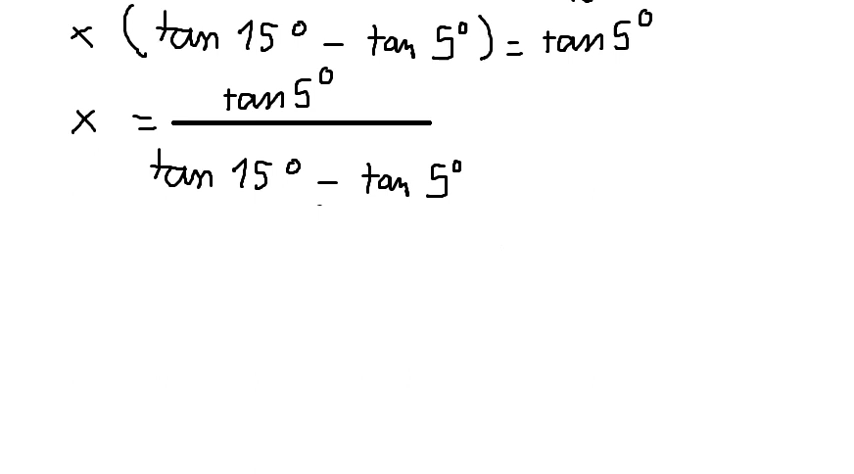 x (tan 15° - tan 5°) = tan 5°
x = tan 5°
tan 15° - tan 5°